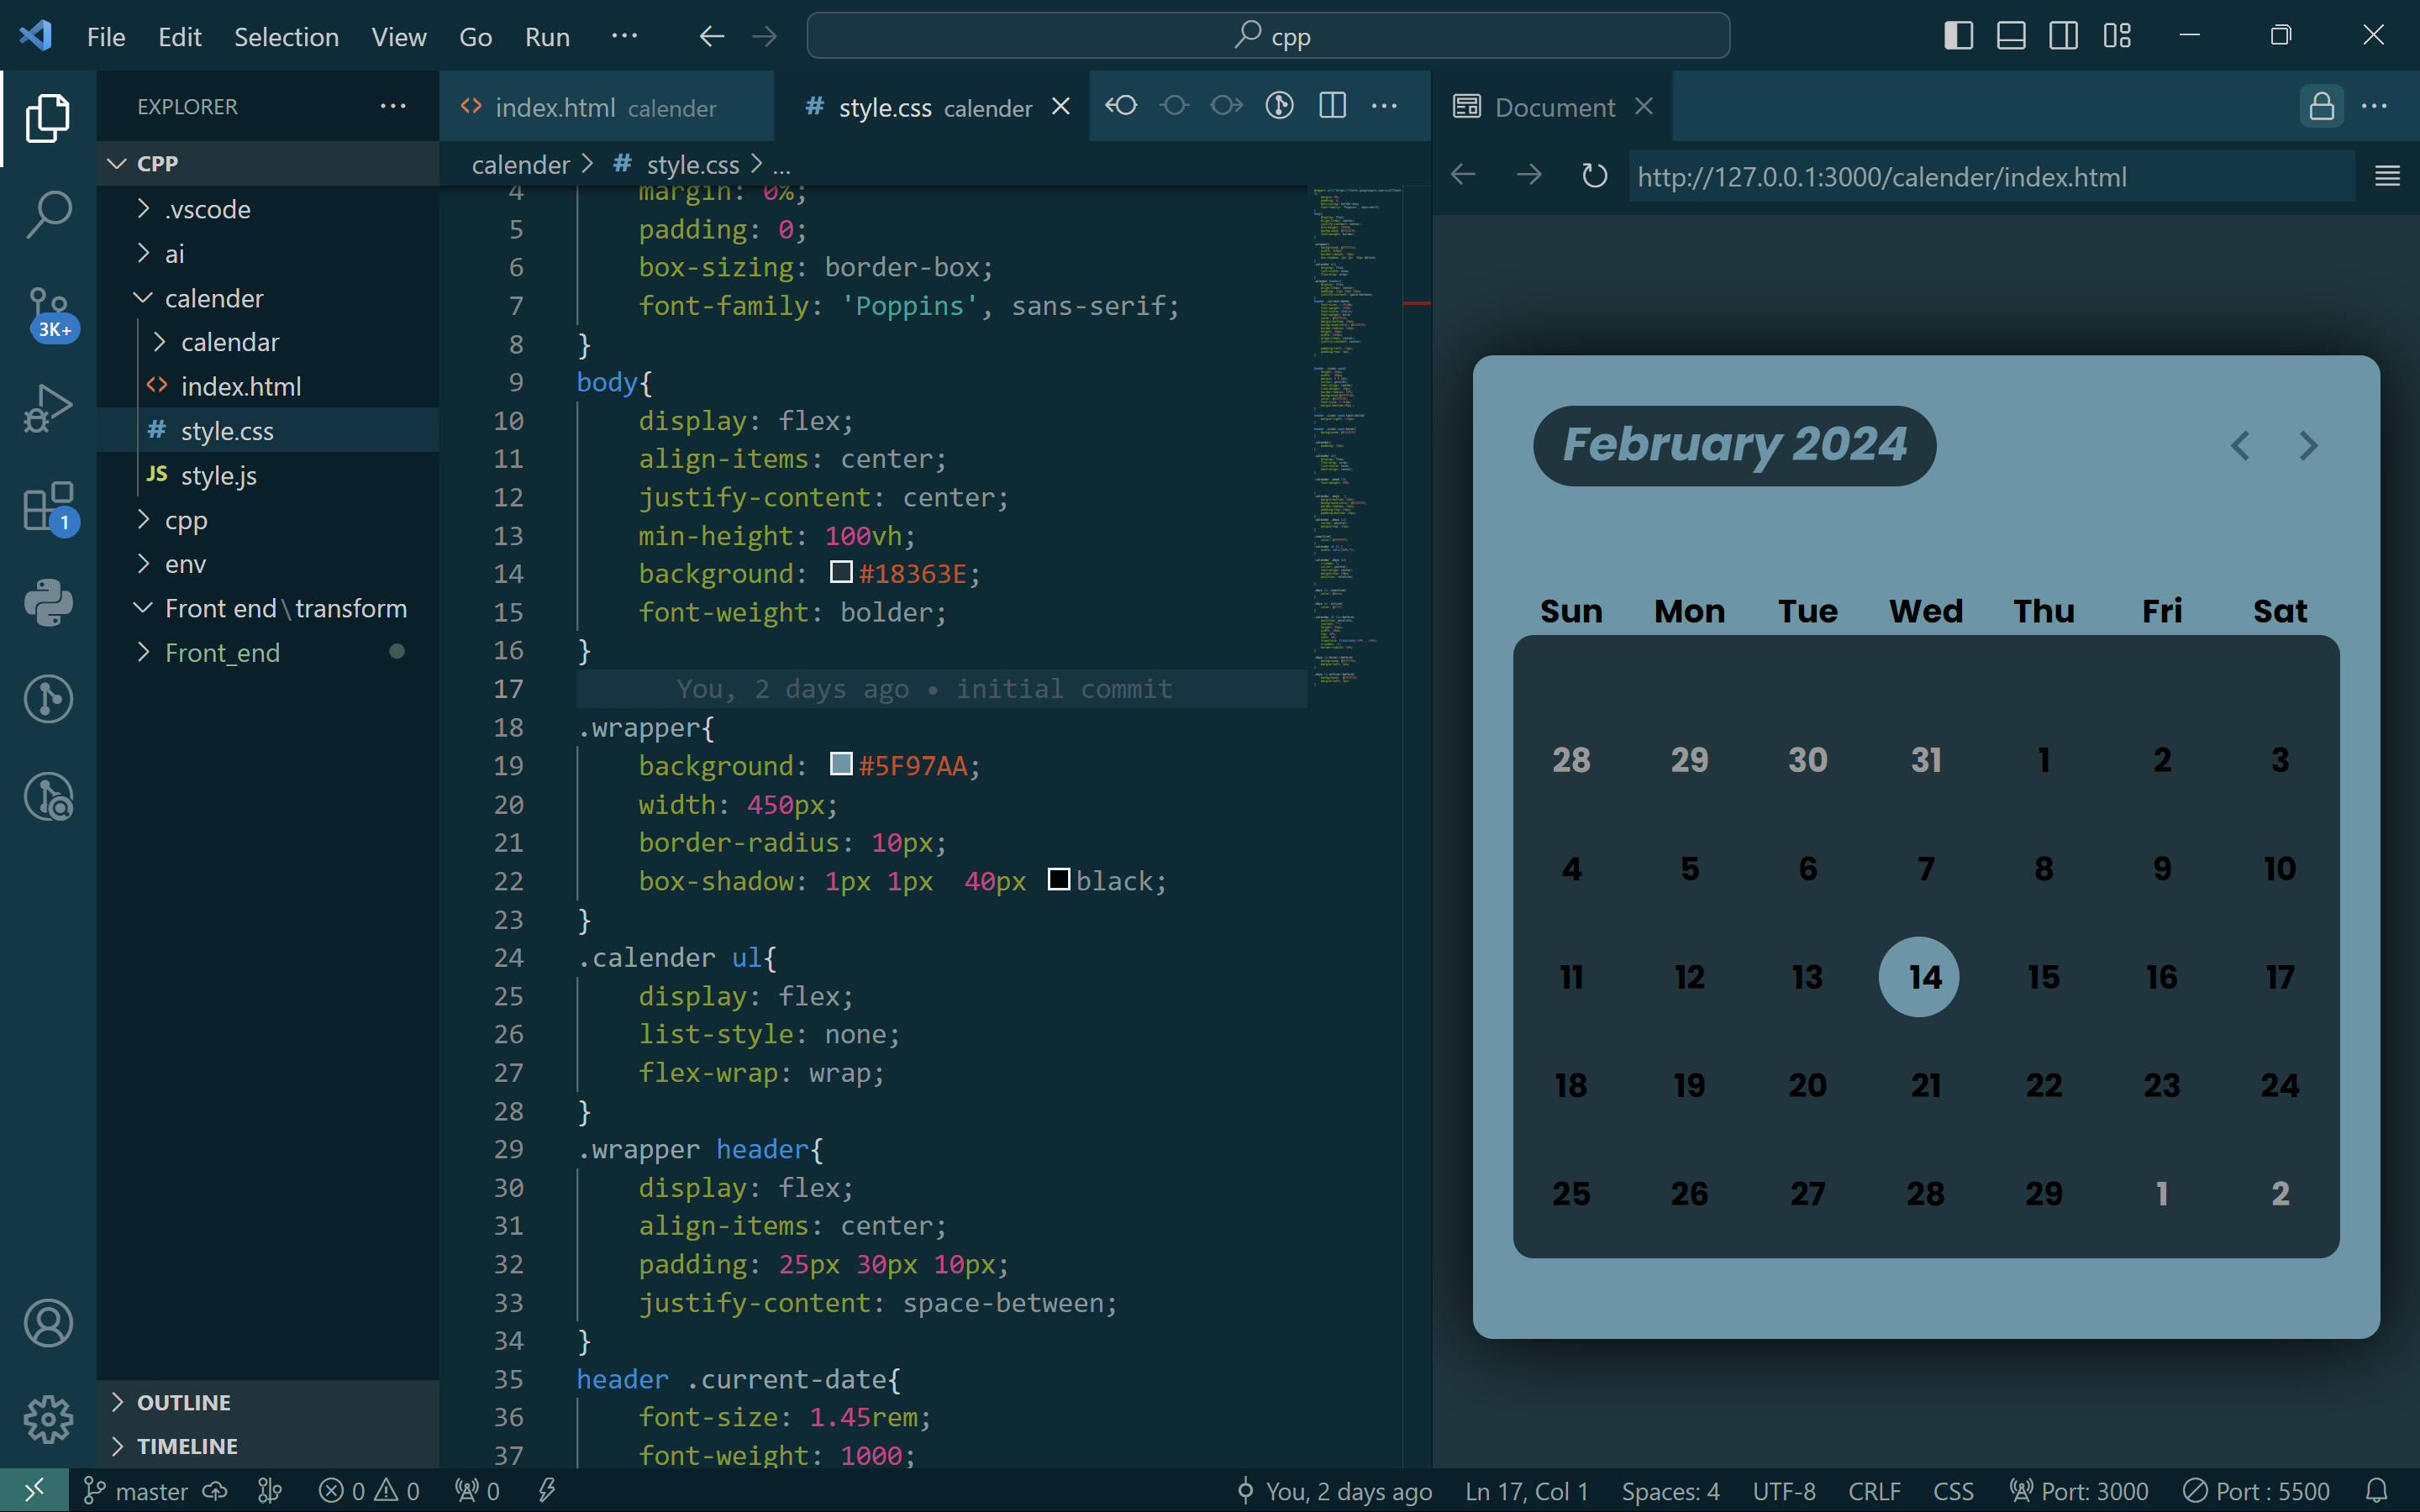 File Edit Selection View Go Run ···
cpp
EXPLORER ···
CPP
.vscode
ai
calender
calendar
<> index.html
# style.css
JS style.js
cpp
env
Front end\transform
Front_end
OUTLINE
TIMELINE
3K+
1
<> index.html calender
# style.css calender
calender > # style.css > ...
4 margin: 0%;
5 padding: 0;
6 box-sizing: border-box;
7 font-family: 'Poppins', sans-serif;
8 }
9 body{
10 display: flex;
11 align-items: center;
12 justify-content: center;
13 min-height: 100vh;
14 background: #18363E;
15 font-weight: bolder;
16 }
17 You, 2 days ago • initial commit
18 .wrapper{
19 background: #5F97AA;
20 width: 450px;
21 border-radius: 10px;
22 box-shadow: 1px 1px  40px black;
23 }
24 .calender ul{
25 display: flex;
26 list-style: none;
27 flex-wrap: wrap;
28 }
29 .wrapper header{
30 display: flex;
31 align-items: center;
32 padding: 25px 30px 10px;
33 justify-content: space-between;
34 }
35 header .current-date{
36 font-size: 1.45rem;
37 font-weight: 1000;
Document
http://127.0.0.1:3000/calender/index.html
February 2024
Sun Mon Tue Wed Thu Fri Sat
28 29 30 31 1 2 3
4 5 6 7 8 9 10
11 12 13 14 15 16 17
18 19 20 21 22 23 24
25 26 27 28 29 1 2
master 0 0 0 You, 2 days ago Ln 17, Col 1 Spaces: 4 UTF-8 CRLF CSS Port: 3000 Port : 5500